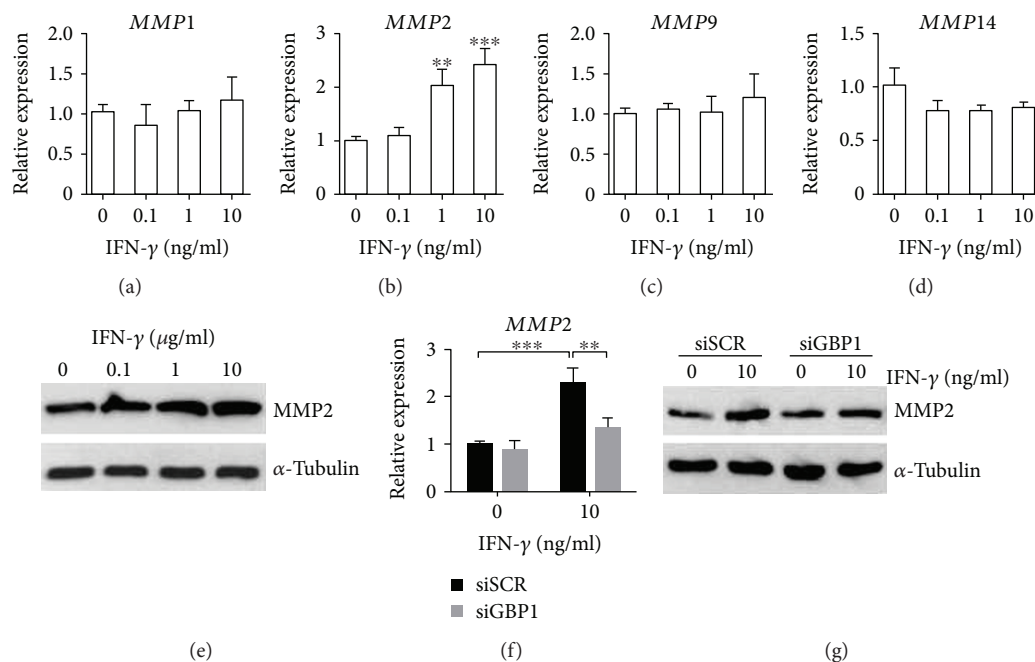 MMP1
Relative expression
2.0
1.5
1.0
0.5
0
0 0.1 1 10
IFN-γ (ng/ml)
(a)
MMP2
Relative expression
3
2
1
0
**
***
0 0.1 1 10
IFN-γ (ng/ml)
(b)
MMP9
Relative expression
2.0
1.5
1.0
0.5
0
0 0.1 1 10
IFN-γ (ng/ml)
(c)
MMP14
Relative expression
1.5
1.0
0.5
0
0 0.1 1 10
IFN-γ (ng/ml)
(d)
IFN-γ (μg/ml)
0 0.1 1 10
MMP2
α-Tubulin
(e)
MMP2
Relative expression
3
2
1
0
*** **
0 10
IFN-γ (ng/ml)
siSCR
siGBP1
(f)
siSCR siGBP1
0 10 0 10 IFN-γ (ng/ml)
MMP2
α-Tubulin
(g)